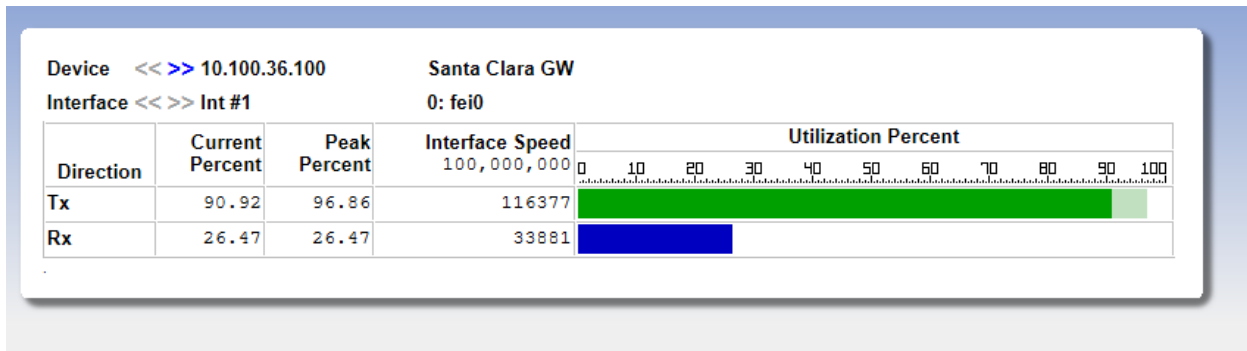 Device << >> 10.100.36.100 Santa Clara GW
Interface << >> Int #1 0: fei0
Direction Current Percent Peak Percent Interface Speed 100,000,000 Utilization Percent
0 10 20 30 40 50 60 70 80 90 100
Tx 90.92 96.86 116377
Rx 26.47 26.47 33881
.